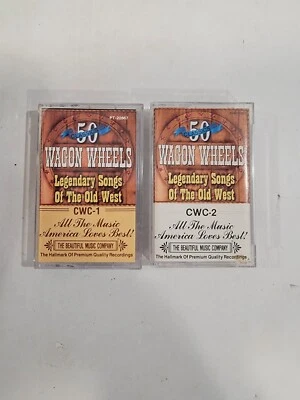 50
WAGON WHEELS
Legendary Songs
Of The Old West
CWC-1
All The Music
America Loves Best!
THE BEAUTIFUL MUSIC COMPANY
The Hallmark Of Premium Quality Recordings
50
WAGON WHEELS
Legendary Songs
Of The Old West
CWC-2
All The Music
America Loves Best!
THE BEAUTIFUL MUSIC COMPANY
The Hallmark Of Premium Quality Recordings